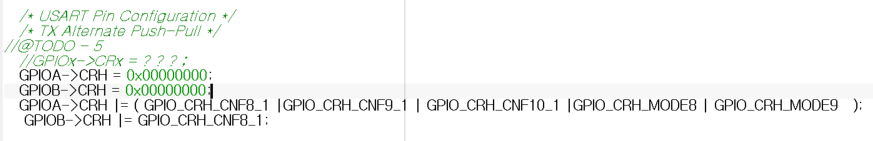 /* USART Pin Configuration */
/* TX Alternate Push-Pull */
//@TODO - 5
//GPIOx->CRx = ? ? ? ;
GPIOA->CRH = 0x00000000;
GPIOB->CRH = 0x00000000;
GPIOA->CRH |= ( GPIO_CRH_CNF8_1 |GPIO_CRH_CNF9_1 | GPIO_CRH_CNF10_1 |GPIO_CRH_MODE8 | GPIO_CRH_MODE9 );
GPIOB->CRH |= GPIO_CRH_CNF8_1;